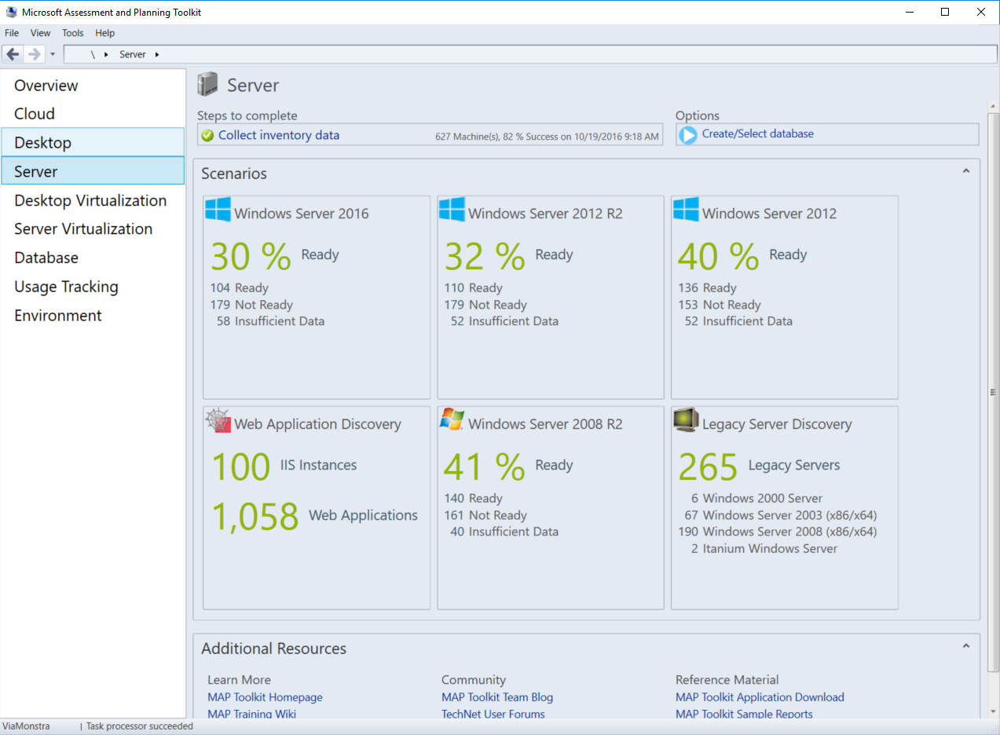 Microsoft Assessment and Planning Toolkit
File View Tools Help
\ Server
Overview
Cloud
Desktop
Server
Desktop Virtualization
Server Virtualization
Database
Usage Tracking
Environment
Server
Steps to complete
Collect inventory data 627 Machine(s), 82 % Success on 10/19/2016 9:18 AM
Options
Create/Select database
Scenarios
Windows Server 2016
30 % Ready
104 Ready
179 Not Ready
58 Insufficient Data
Windows Server 2012 R2
32 % Ready
110 Ready
179 Not Ready
52 Insufficient Data
Windows Server 2012
40 % Ready
136 Ready
153 Not Ready
52 Insufficient Data
Web Application Discovery
100 IIS Instances
1,058 Web Applications
Windows Server 2008 R2
41 % Ready
140 Ready
161 Not Ready
40 Insufficient Data
Legacy Server Discovery
265 Legacy Servers
6 Windows 2000 Server
67 Windows Server 2003 (x86/x64)
190 Windows Server 2008 (x86/x64)
2 Itanium Windows Server
Additional Resources
Learn More
MAP Toolkit Homepage
MAP Training Wiki
Community
MAP Toolkit Team Blog
TechNet User Forums
Reference Material
MAP Toolkit Application Download
MAP Toolkit Sample Reports
ViaMonstra | Task processor succeeded